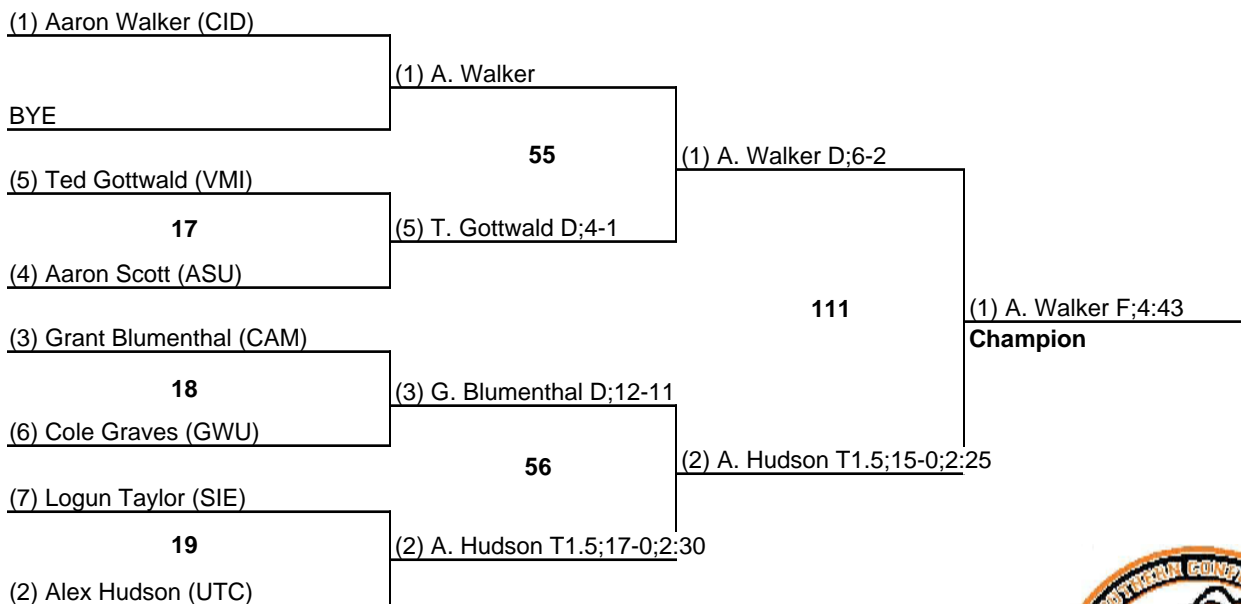 (1) Aaron Walker (CID)
(1) A. Walker
BYE
55
(1) A. Walker D;6-2
(5) Ted Gottwald (VMI)
17
(5) T. Gottwald D;4-1
(4) Aaron Scott (ASU)
111
(1) A. Walker F;4:43
Champion
(3) Grant Blumenthal (CAM)
18
(3) G. Blumenthal D;12-11
(6) Cole Graves (GWU)
56
(2) A. Hudson T1.5;15-0;2:25
(7) Logun Taylor (SIE)
19
(2) A. Hudson T1.5;17-0;2:30
(2) Alex Hudson (UTC)